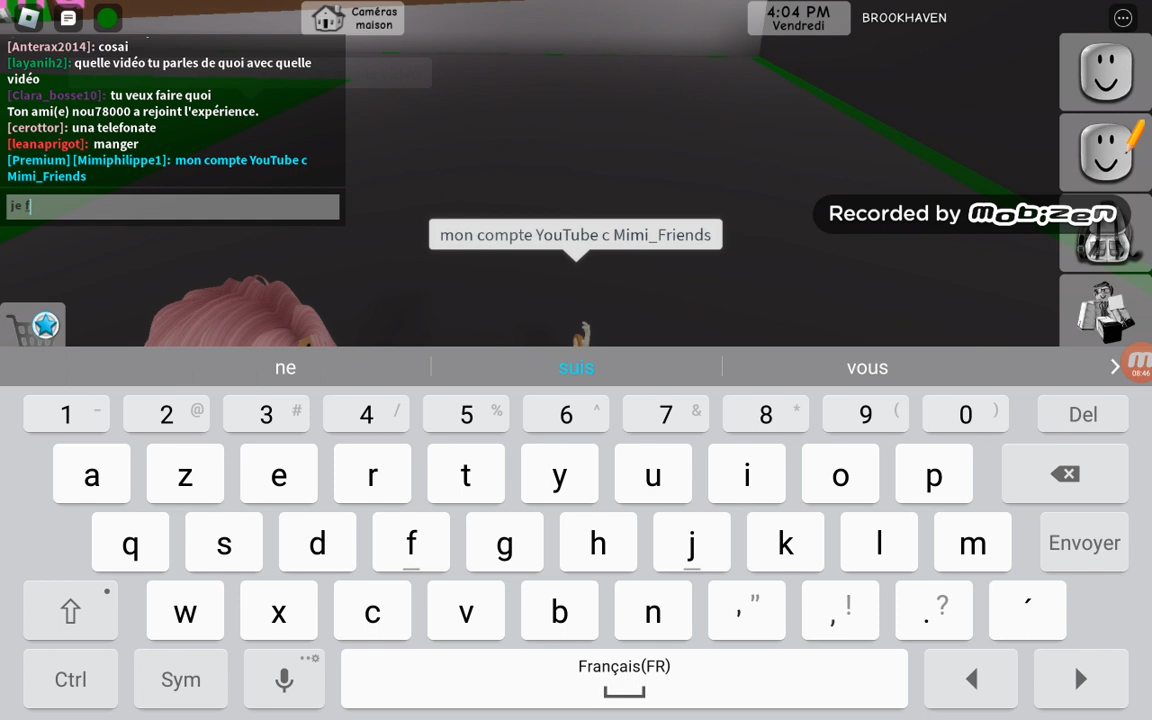 Caméras
maison
4:04 PM
Vendredi
BROOKHAVEN
[Anterax2014]: cosai
[layanih2]: quelle vidéo tu parles de quoi avec quelle
vidéo
[Clara_bosse10]: tu veux faire quoi
Ton ami(e) nou78000 a rejoint l'expérience.
[cerottor]: una telefonate
[leanaprigot]: manger
[Premium] [Mimiphilippe1]: mon compte YouTube c
Mimi_Friends
je f
Recorded by mobizen
mon compte YouTube c Mimi_Friends
ne suis vous
08:46
1 - 2 @ 3 # 4 / 5 % 6 ^ 7 & 8 * 9 ( 0 ) Del
a z e r t y u i o p
q s d f g h j k l m Envoyer
w x c v b n ' " , ! . ? ´
Ctrl Sym Français(FR)